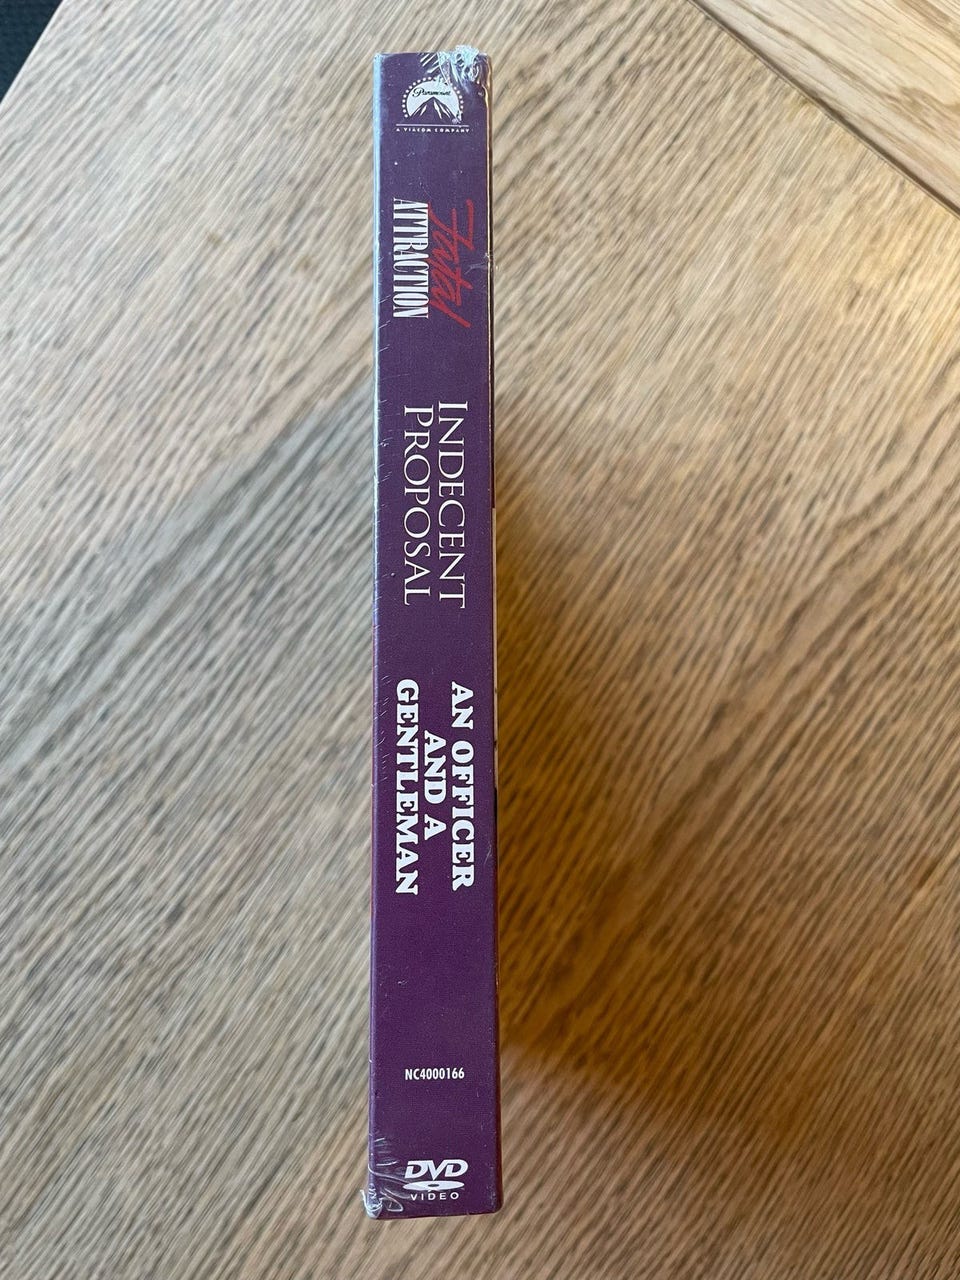 Paramount
A VIACOM COMPANY
Fatal
ATTRACTION
INDECENT
PROPOSAL
AN OFFICER
AND A
GENTLEMAN
NC4000166
DVD
VIDEO